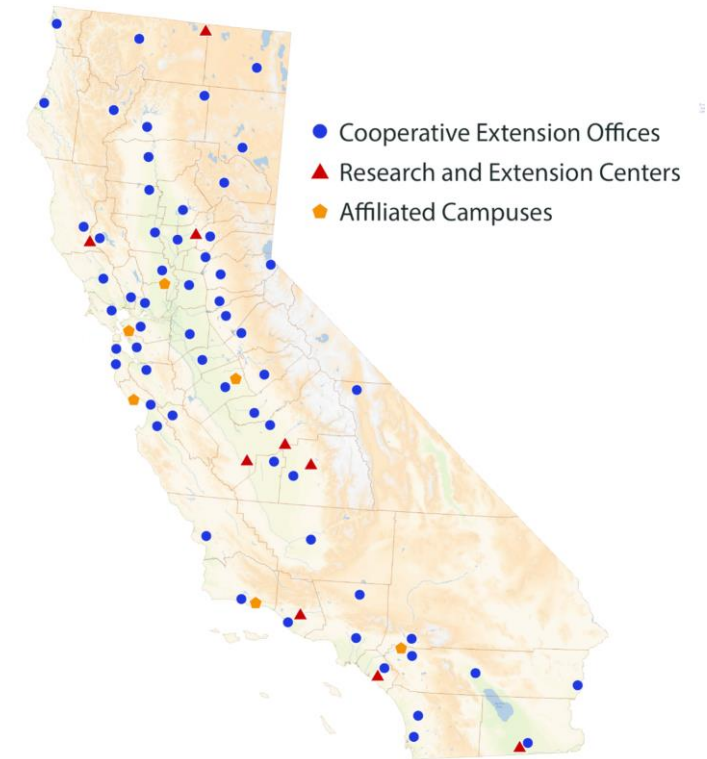 Cooperative Extension Offices
Research and Extension Centers
Affiliated Campuses